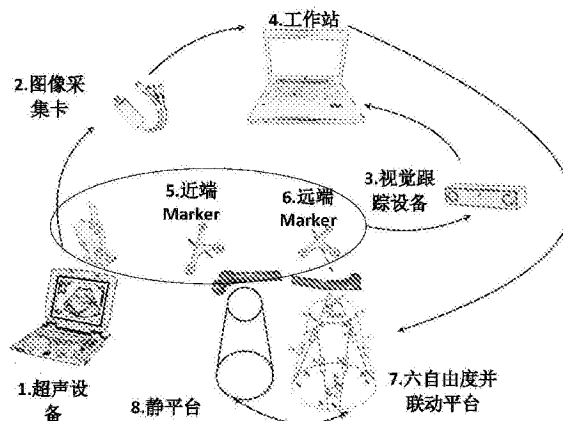 4.工作站
2.图像采
集卡
5.近端
Marker
6.远端
Marker
3.视觉跟
踪设备
1.超声设
备
8.静平台
7.六自由度并
联动平台